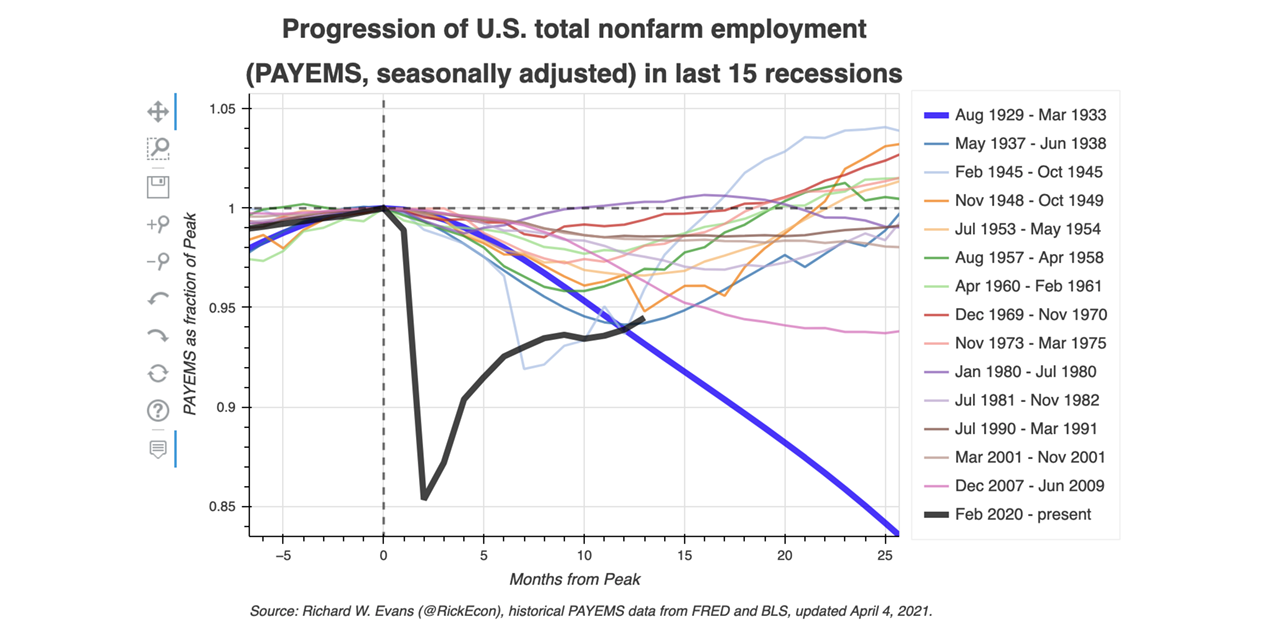 Progression of U.S. total nonfarm employment
(PAYEMS, seasonally adjusted) in last 15 recessions
PAYEMS as fraction of Peak
1.05
1
0.95
0.9
0.85
−5
0
5
10
15
20
25
Months from Peak
Aug 1929 - Mar 1933
May 1937 - Jun 1938
Feb 1945 - Oct 1945
Nov 1948 - Oct 1949
Jul 1953 - May 1954
Aug 1957 - Apr 1958
Apr 1960 - Feb 1961
Dec 1969 - Nov 1970
Nov 1973 - Mar 1975
Jan 1980 - Jul 1980
Jul 1981 - Nov 1982
Jul 1990 - Mar 1991
Mar 2001 - Nov 2001
Dec 2007 - Jun 2009
Feb 2020 - present
Source: Richard W. Evans (@RickEcon), historical PAYEMS data from FRED and BLS, updated April 4, 2021.